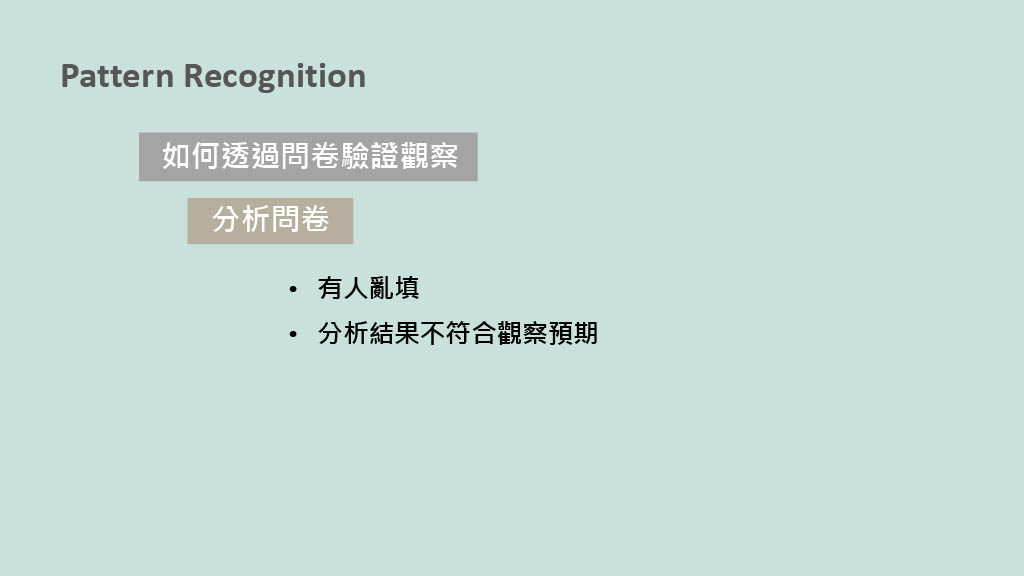 Pattern Recognition
如何透過問卷驗證觀察
分析問卷
• 有人亂填
• 分析結果不符合觀察預期